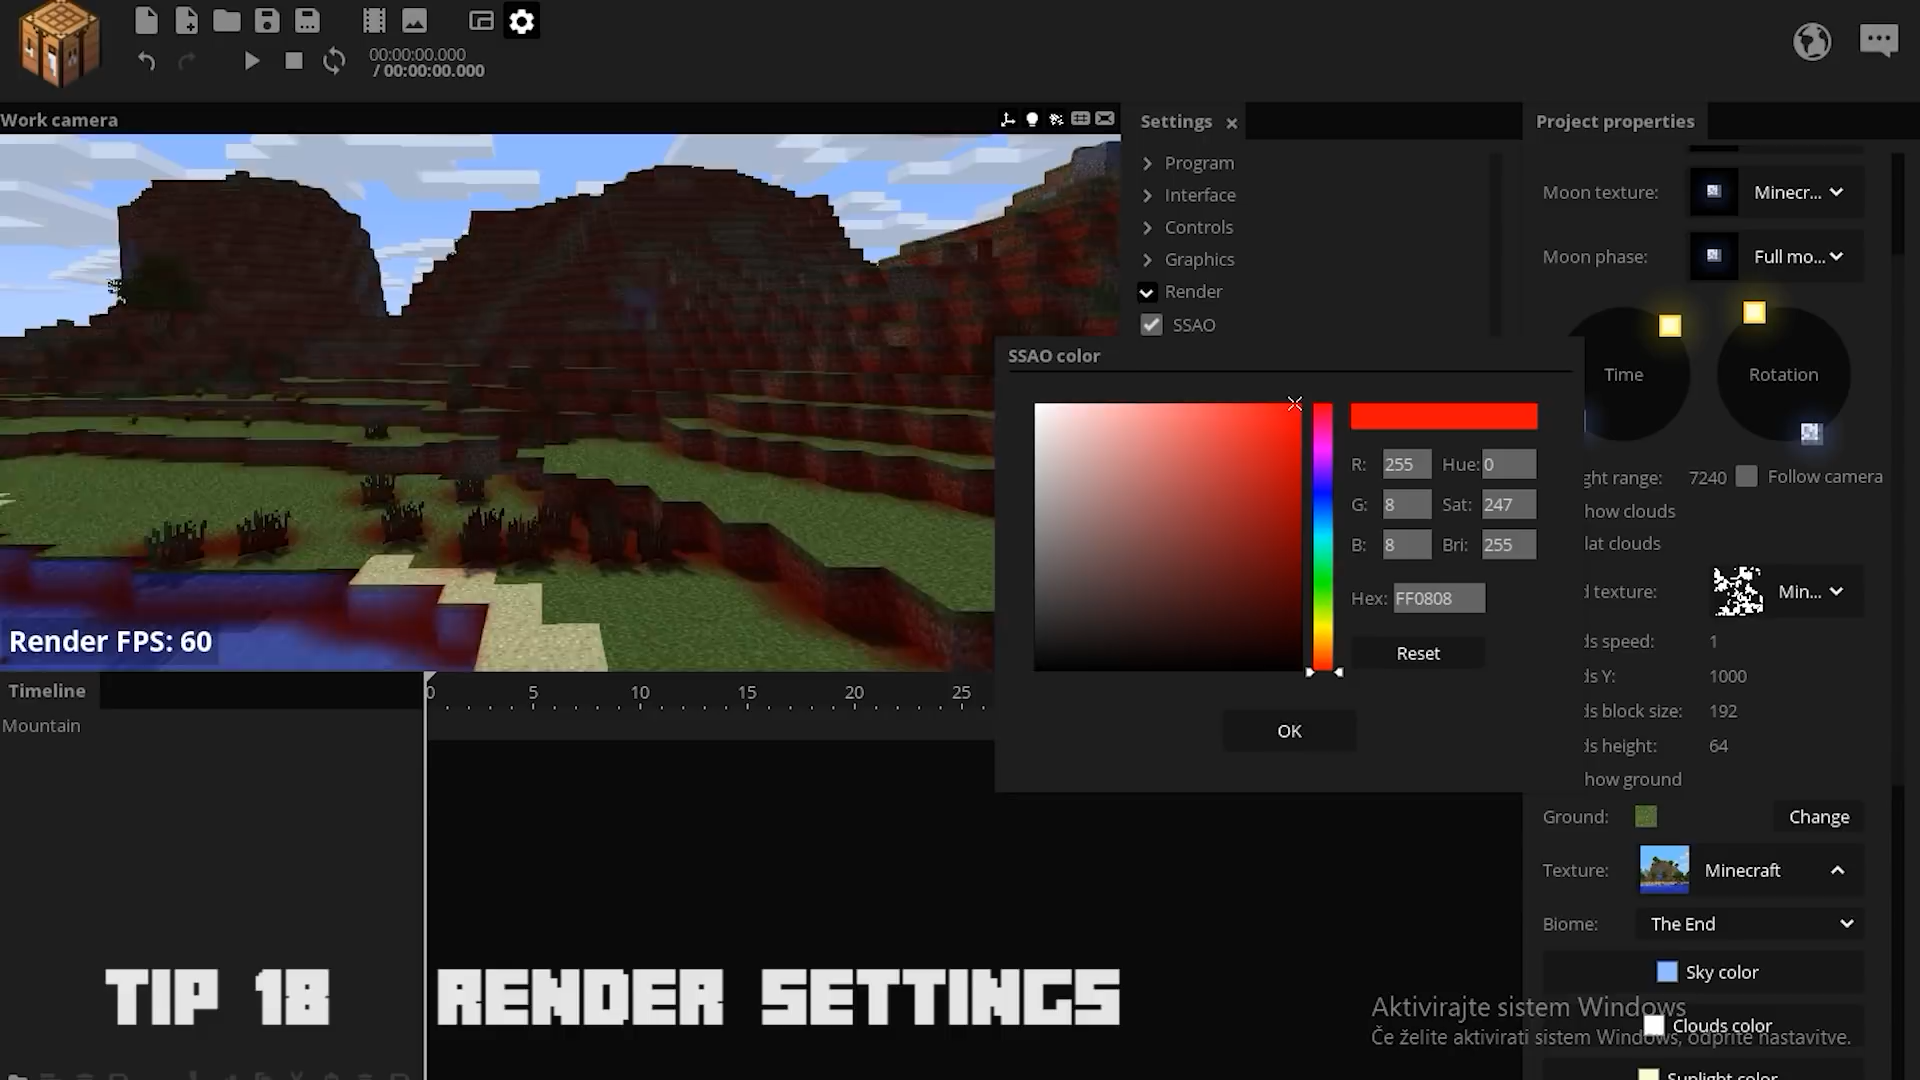 00:00:00.000
/ 00:00:00.000
Work camera
Render FPS: 60
Settings
Program
Interface
Controls
Graphics
Render
SSAO
SSAO color
R: 255
Hue: 0
G: 8
Sat: 247
B: 8
Bri: 255
Hex: FF0808
Reset
OK
Project properties
Moon texture: Minecr...
Moon phase: Full mo...
Time
Rotation
ght range: 7240
Follow camera
how clouds
lat clouds
d texture: Min...
ds speed: 1
ds Y: 1000
ds block size: 192
ds height: 64
how ground
Ground:
Change
Texture: Minecraft
Biome: The End
Sky color
Clouds color
Sunlight color
Timeline
0 5 10 15 20 25
Mountain
TIP 18 RENDER SETTINGS
Aktivirajte sistem Windows
Če želite aktivirati sistem Windows, odprite nastavitve.